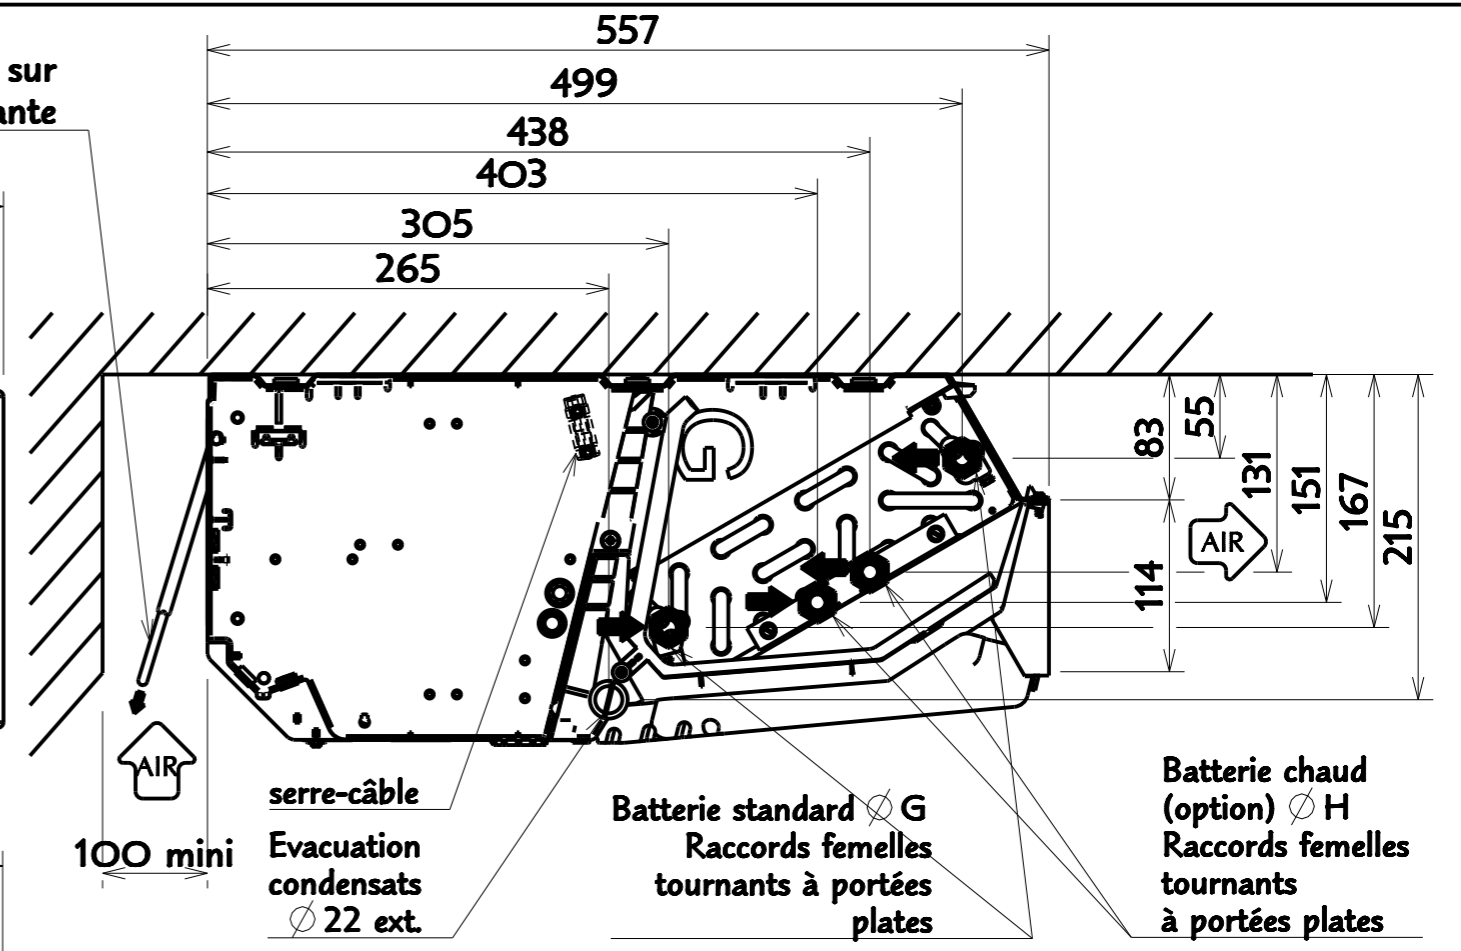 557
sur
499
ante
438
403
305
265
G
55
83
131
151
167
215
AIR
114
AIR
serre-câble
100 mini
Evacuation
condensats
∅ 22 ext.
Batterie standard ∅ G
Raccords femelles
tournants à portées
plates
Batterie chaud
(option) ∅ H
Raccords femelles
tournants
à portées plates